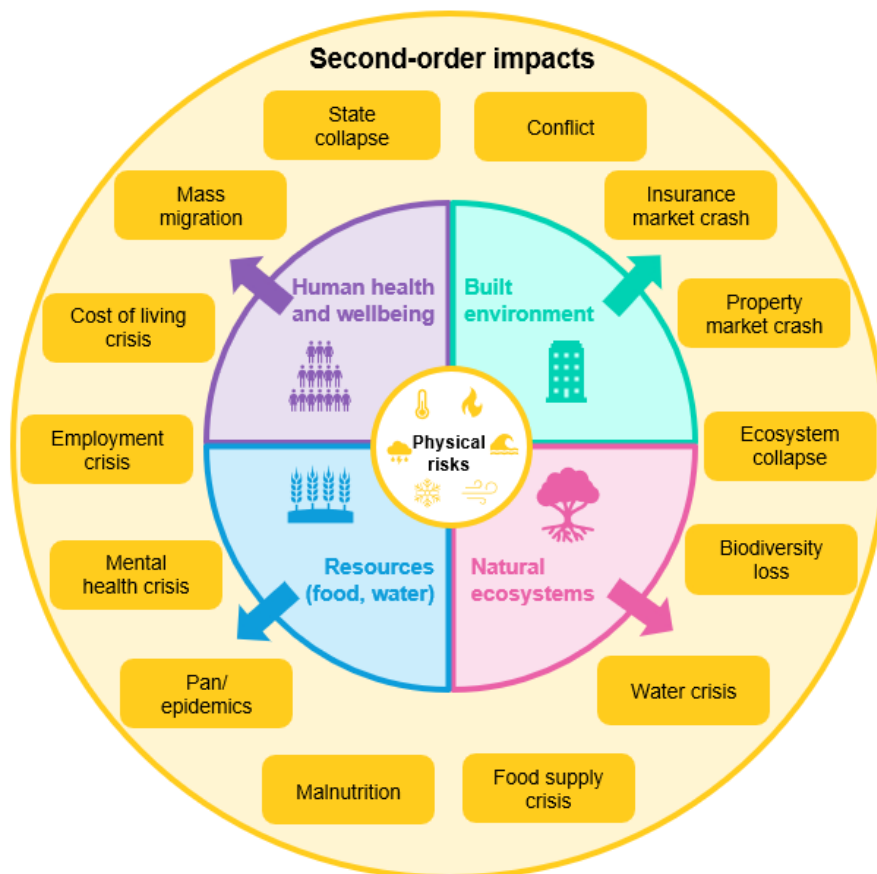 Second-order impacts
State
collapse
Conflict
Mass
migration
Insurance
market crash
Human health
and wellbeing
Built
environment
Cost of living
crisis
Property
market crash
Physical
risks
Employment
crisis
Ecosystem
collapse
Resources
(food, water)
Natural
ecosystems
Mental
health crisis
Biodiversity
loss
Pan/
epidemics
Water crisis
Malnutrition
Food supply
crisis